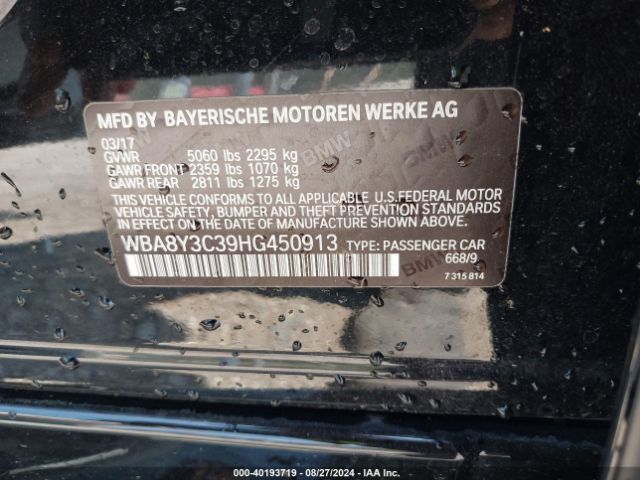 MFD BY BAYERISCHE MOTOREN WERKE AG
03/17
GVWR 5060 lbs 2295 kg
GAWR FRONT 2359 lbs 1070 kg
GAWR REAR 2811 lbs 1275 kg
THIS VEHICLE CONFORMS TO ALL APPLICABLE U.S.FEDERAL MOTOR
VEHICLE SAFETY, BUMPER AND THEFT PREVENTION STANDARDS
IN EFFECT ON THE DATE OF MANUFACTURE SHOWN ABOVE.
WBA8Y3C39HG450913 TYPE: PASSENGER CAR
668/9
7 315 814
000-40193719 - 08/27/2024 - IAA Inc.